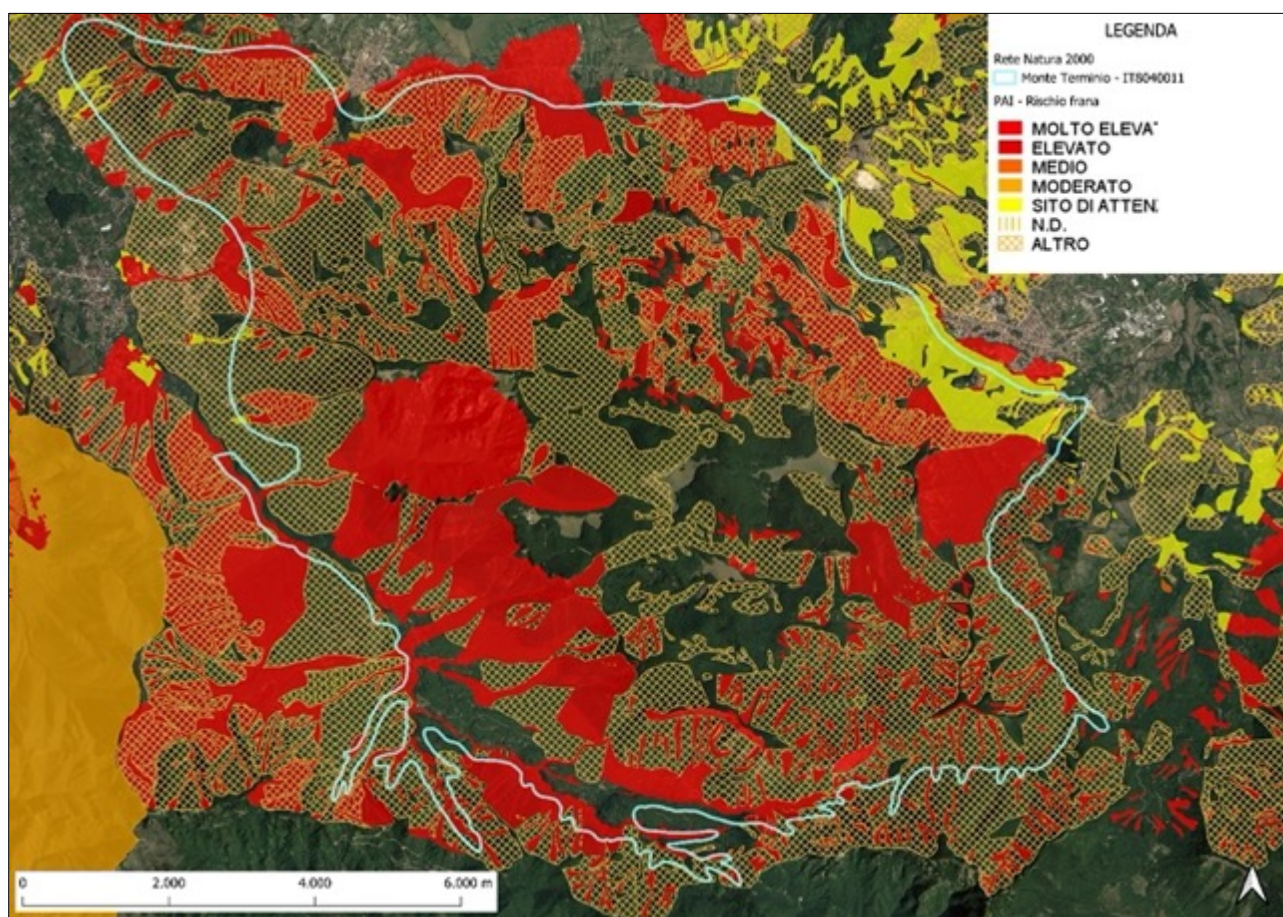 LEGENDA
Rete Natura 2000
Monte Terminio - IT8040011
PAI - Rischio frana
MOLTO ELEVA
ELEVATO
MEDIO
MODERATO
SITO DI ATTEN
N.D.
ALTRO
0 2.000 4.000 6.000 m